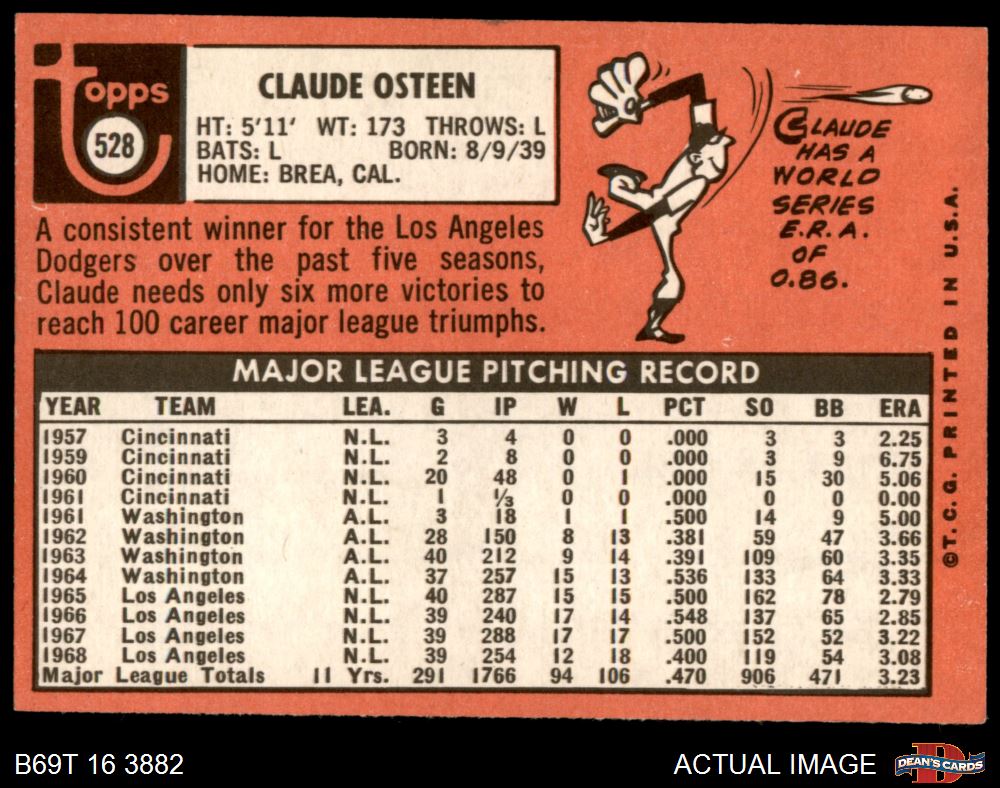 topps
528
CLAUDE OSTEEN
HT: 5'11' WT: 173 THROWS: L
BATS: L BORN: 8/9/39
HOME: BREA, CAL.
A consistent winner for the Los Angeles
Dodgers over the past five seasons,
Claude needs only six more victories to
reach 100 career major league triumphs.
CLAUDE
HAS A
WORLD
SERIES
E.R.A.
OF
0.86.
©T.C.G. PRINTED IN U.S.A.
MAJOR LEAGUE PITCHING RECORD
YEAR TEAM LEA. G IP W L PCT SO BB ERA
1957 Cincinnati N.L. 3 4 0 0 .000 3 3 2.25
1959 Cincinnati N.L. 2 8 0 0 .000 3 9 6.75
1960 Cincinnati N.L. 20 48 0 1 .000 15 30 5.06
1961 Cincinnati N.L. 1 ⅓ 0 0 .000 0 0 0.00
1961 Washington A.L. 3 18 1 1 .500 14 9 5.00
1962 Washington A.L. 28 150 8 13 .381 59 47 3.66
1963 Washington A.L. 40 212 9 14 .391 109 60 3.35
1964 Washington A.L. 37 257 15 13 .536 133 64 3.33
1965 Los Angeles N.L. 40 287 15 15 .500 162 78 2.79
1966 Los Angeles N.L. 39 240 17 14 .548 137 65 2.85
1967 Los Angeles N.L. 39 288 17 17 .500 152 52 3.22
1968 Los Angeles N.L. 39 254 12 18 .400 119 54 3.08
Major League Totals 11 Yrs. 291 1766 94 106 .470 906 471 3.23
B69T 16 3882
ACTUAL IMAGE
D
DEAN'S CARDS